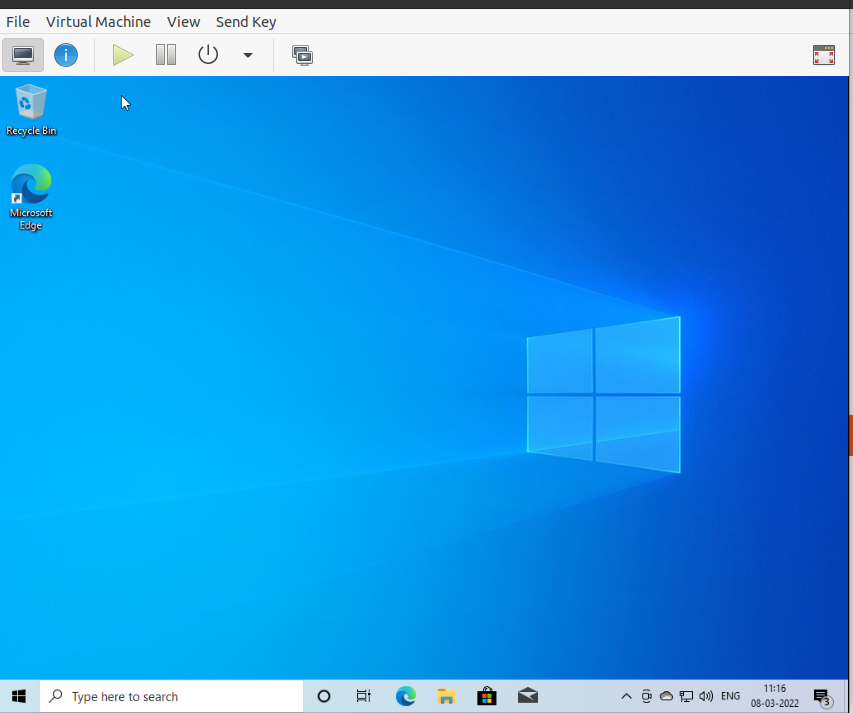 File Virtual Machine View Send Key
Recycle Bin
Microsoft
Edge
Type here to search
ENG
11:16
08-03-2022
3